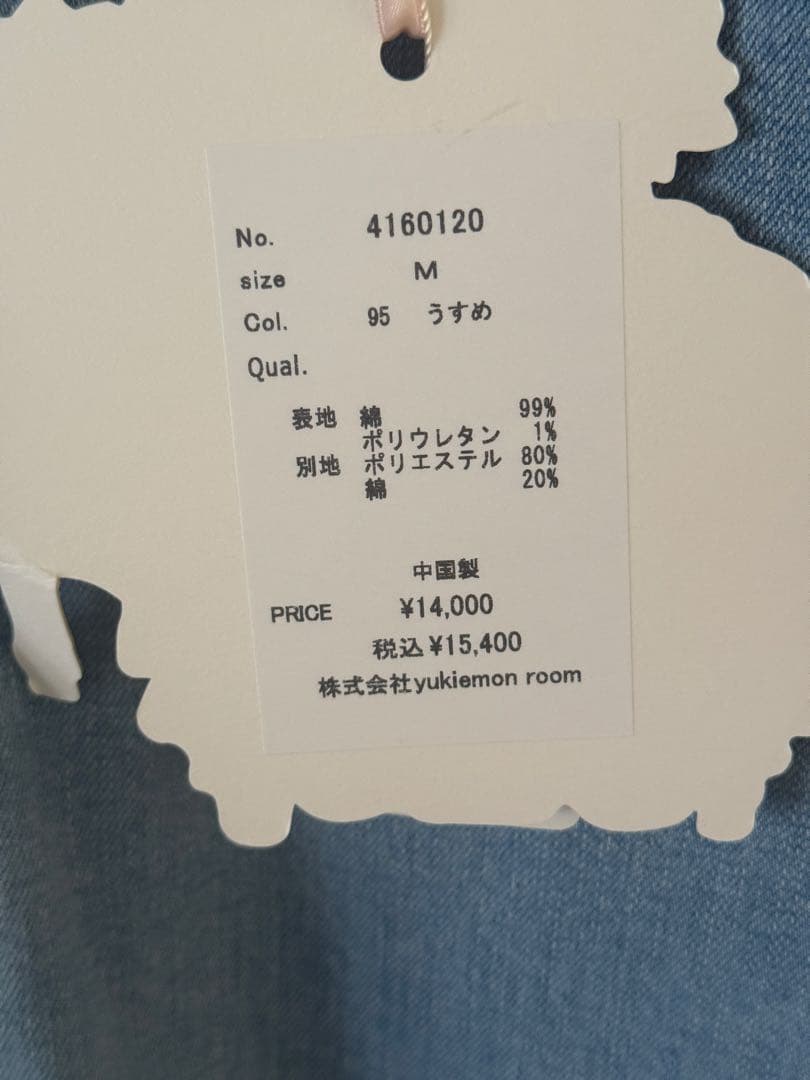 No. 4160120
size M
Col. 95 うすめ
Qual.
表地 綿 99%
ポリウレタン 1%
別地 ポリエステル 80%
綿 20%
中国製
PRICE ¥14,000
税込¥15,400
株式会社yukiemon room